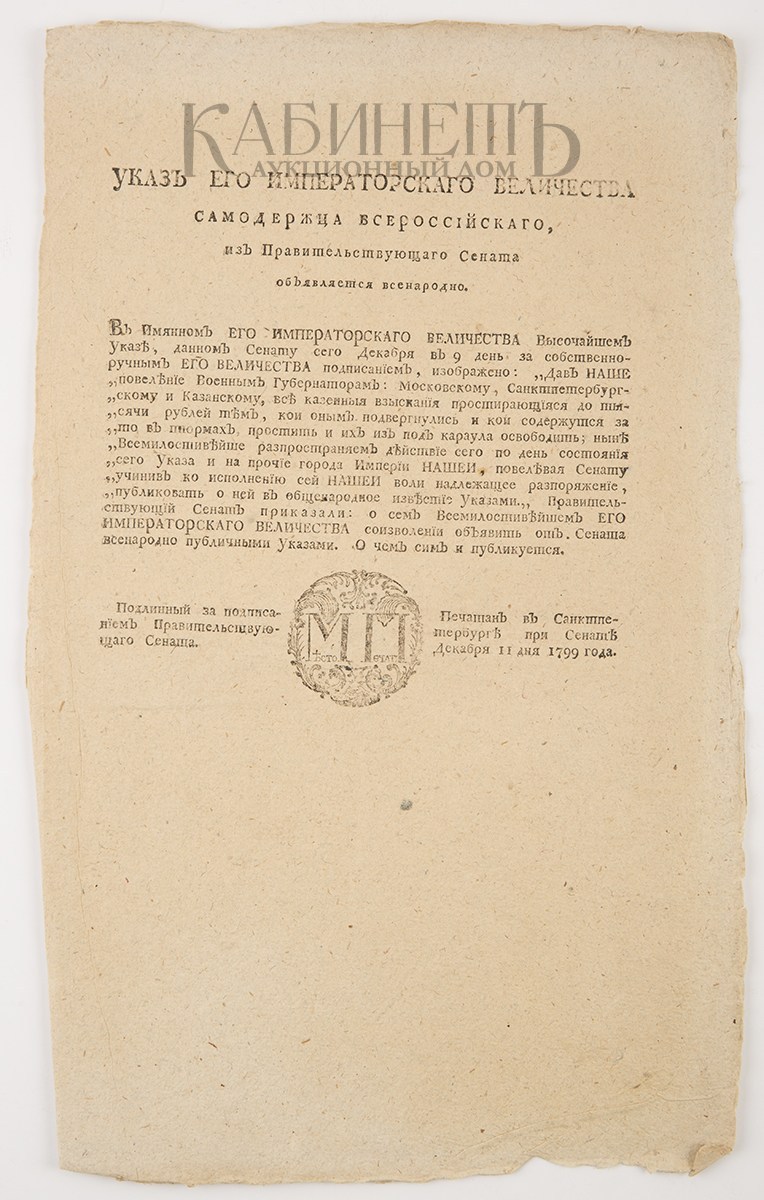 КАБИНЕТЪ
АУКЦИОННЫЙ ДОМ
УКАЗЪ ЕГО ИМПЕРАТОРСКАГО ВЕЛИЧЕСТВА
САМОДЕРЖЦА ВСЕРОССІЙСКАГО,
изЪ Правительствующаго Сената
объявляется всенародно.
ВЪ ИмянномЪ ЕГО ИМПЕРАТОРСКАГО ВЕЛИЧЕСТВА ВысочайшемЪ
Указѣ, данномЪ Сенату сего Декабря вЪ 9 день за собственно-
ручнымЪ ЕГО ВЕЛИЧЕСТВА подписаніемЪ, изображено: „ДавЪ НАШЕ
„повелѣніе ВоеннымЪ ГубернаторамЪ: Московскому, Санктпетербург-
„скому и Казанскому, всѣ казенныя взысканія простирающіяся до ты-
„сячи рублей тѣмЪ, кои онымЪ подвергнулись и кои содержутся за
„то вЪ тюрмахЪ, простить и ихЪ изЪ подЪ караула освободить; нынѣ
„Всемилостивѣйше распространяемЪ дѣйствіе сего по день состоянія
„сего Указа и на прочіе города Имперіи НАШЕЙ, повелѣвая Сенату
„учинивЪ ко исполненію сей НАШЕЙ воли надлежащее разпоряженіе,
„публиковать о ней вЪ общенародное извѣстіе Указами.„ Правитель-
ствующій СенатЪ приказали: о семЪ ВсемилостивѣйшемЪ ЕГО
ИМПЕРАТОРСКАГО ВЕЛИЧЕСТВА соизволеніи объявить отЪ Сената
всенародно публичными Указами. О чемЪ симЪ и публикуется.
Подлинный за подписа-
ніемЪ Правительствую-
щаго Сената.
МП
ѢСТО ЕЧАТ
ПечатанЪ вЪ Санктпе-
тербургѣ при Сенатѣ
Декабря 11 дня 1799 года.